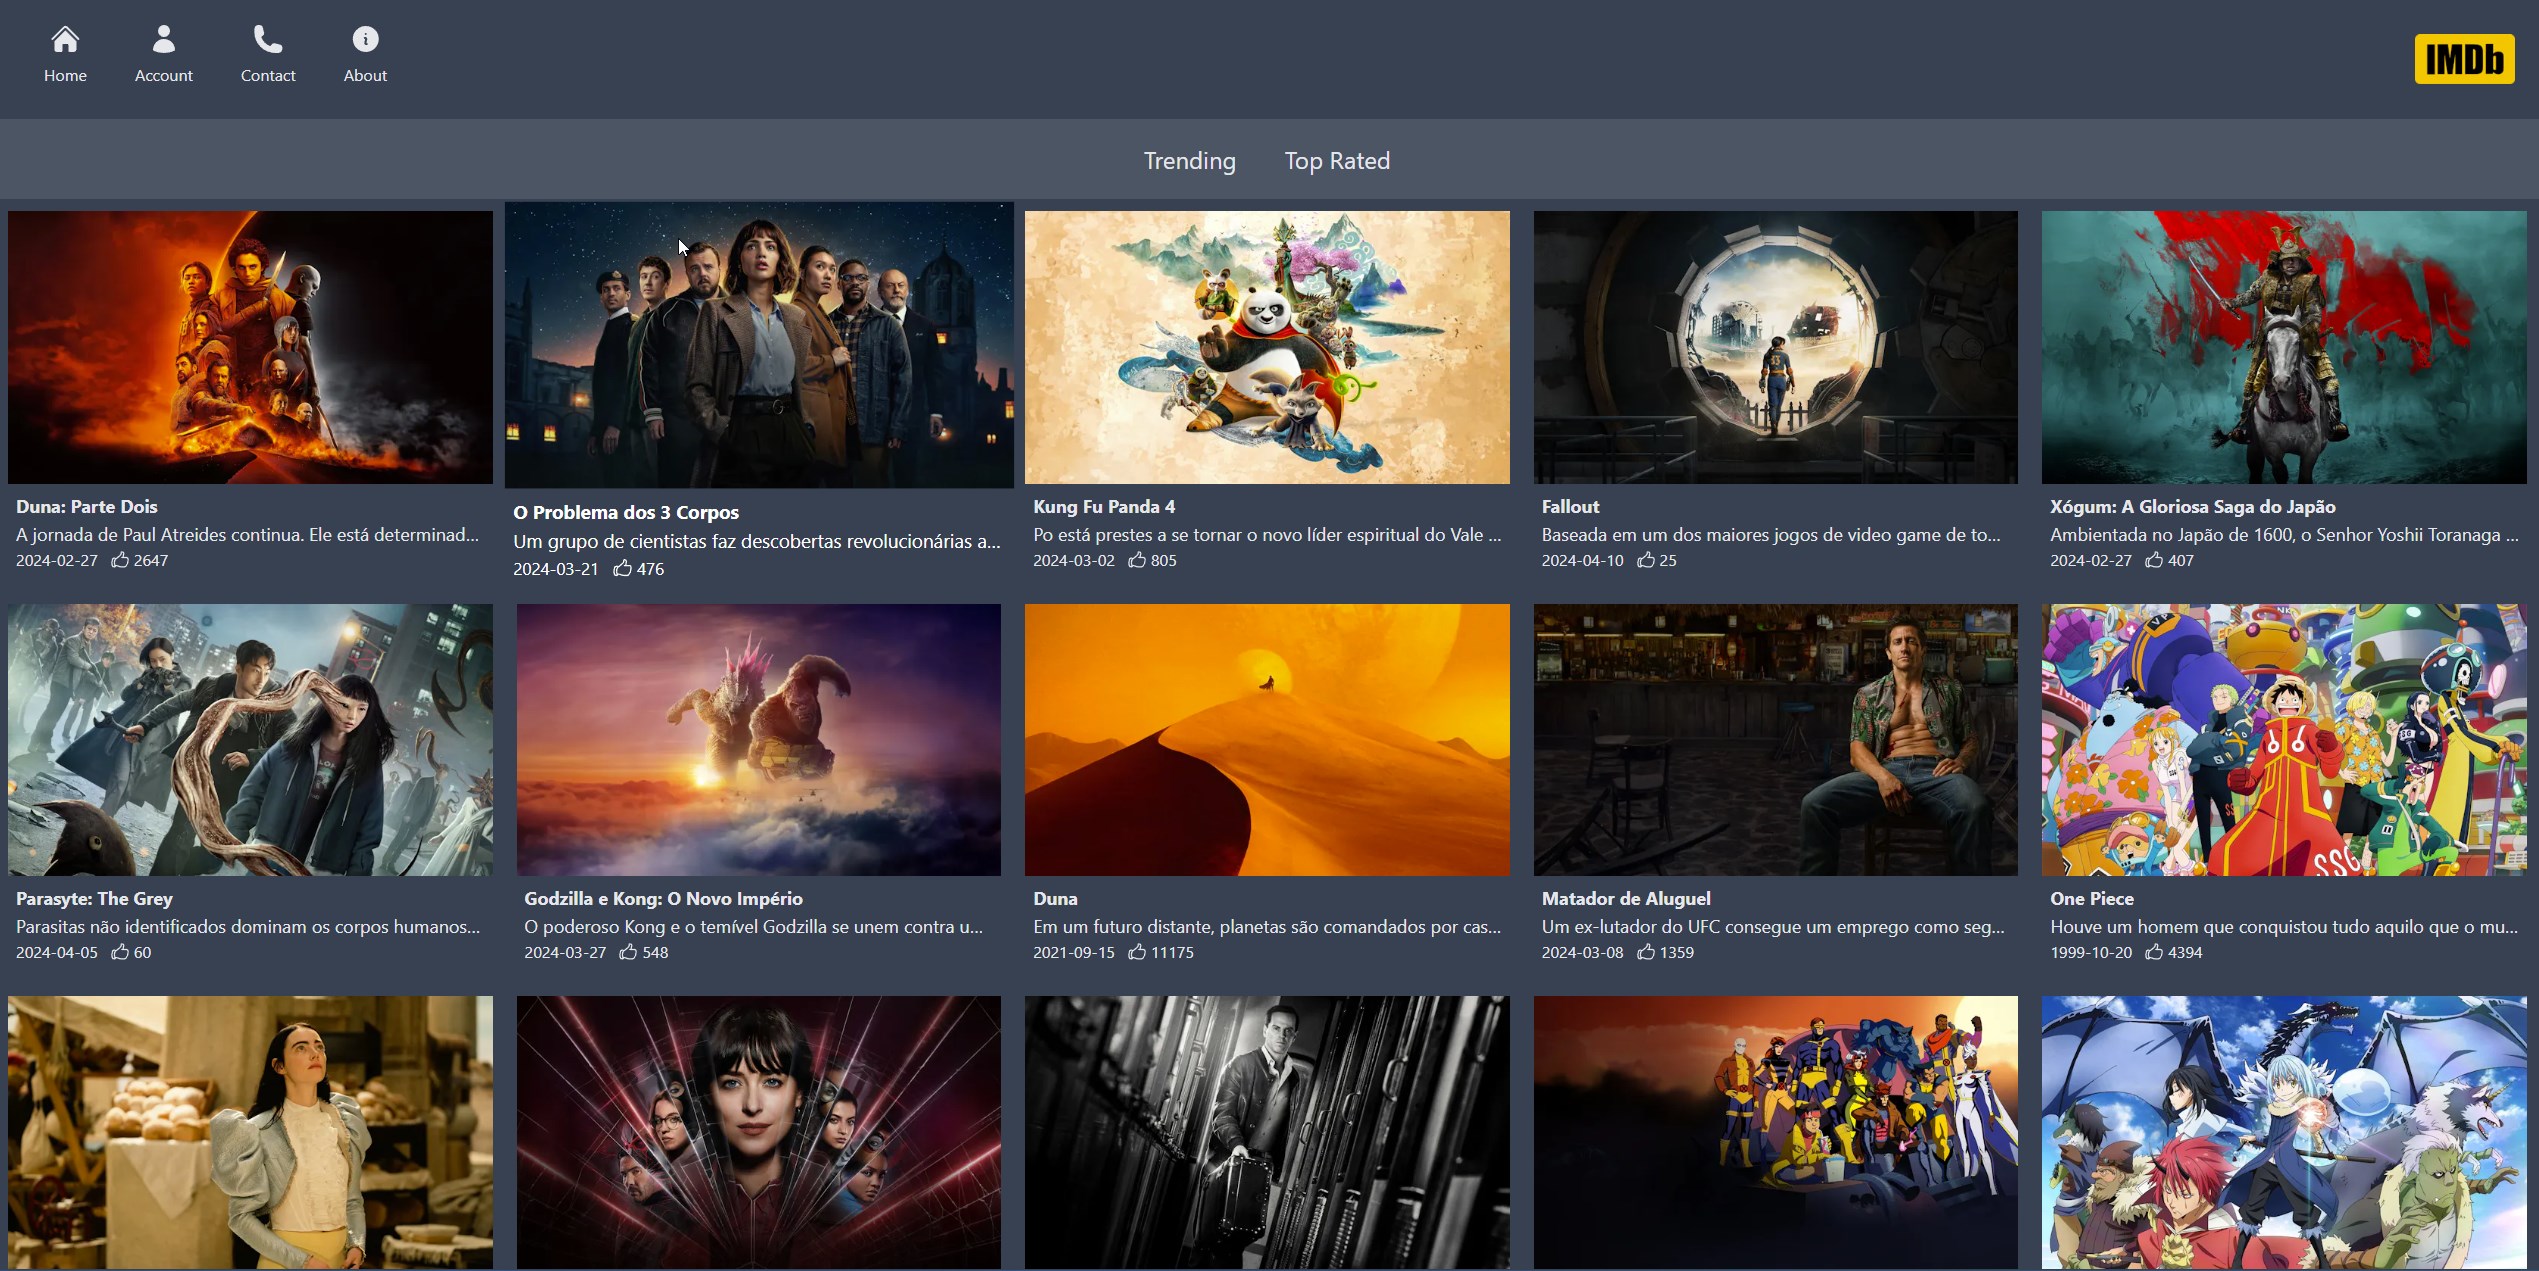 Home
Account
Contact
About
IMDb
Trending
Top Rated
Duna: Parte Dois
A jornada de Paul Atreides continua. Ele está determinad...
2024-02-27 2647
O Problema dos 3 Corpos
Um grupo de cientistas faz descobertas revolucionárias a...
2024-03-21 476
Kung Fu Panda 4
Po está prestes a se tornar o novo líder espiritual do Vale ...
2024-03-02 805
Fallout
Baseada em um dos maiores jogos de video game de to...
2024-04-10 25
Xógum: A Gloriosa Saga do Japão
Ambientada no Japão de 1600, o Senhor Yoshii Toranaga ...
2024-02-27 407
Parasyte: The Grey
Parasitas não identificados dominam os corpos humanos...
2024-04-05 60
Godzilla e Kong: O Novo Império
O poderoso Kong e o temível Godzilla se unem contra u...
2024-03-27 548
Duna
Em um futuro distante, planetas são comandados por cas...
2021-09-15 11175
Matador de Aluguel
Um ex-lutador do UFC consegue um emprego como seg...
2024-03-08 1359
One Piece
Houve um homem que conquistou tudo aquilo que o mu...
1999-10-20 4394